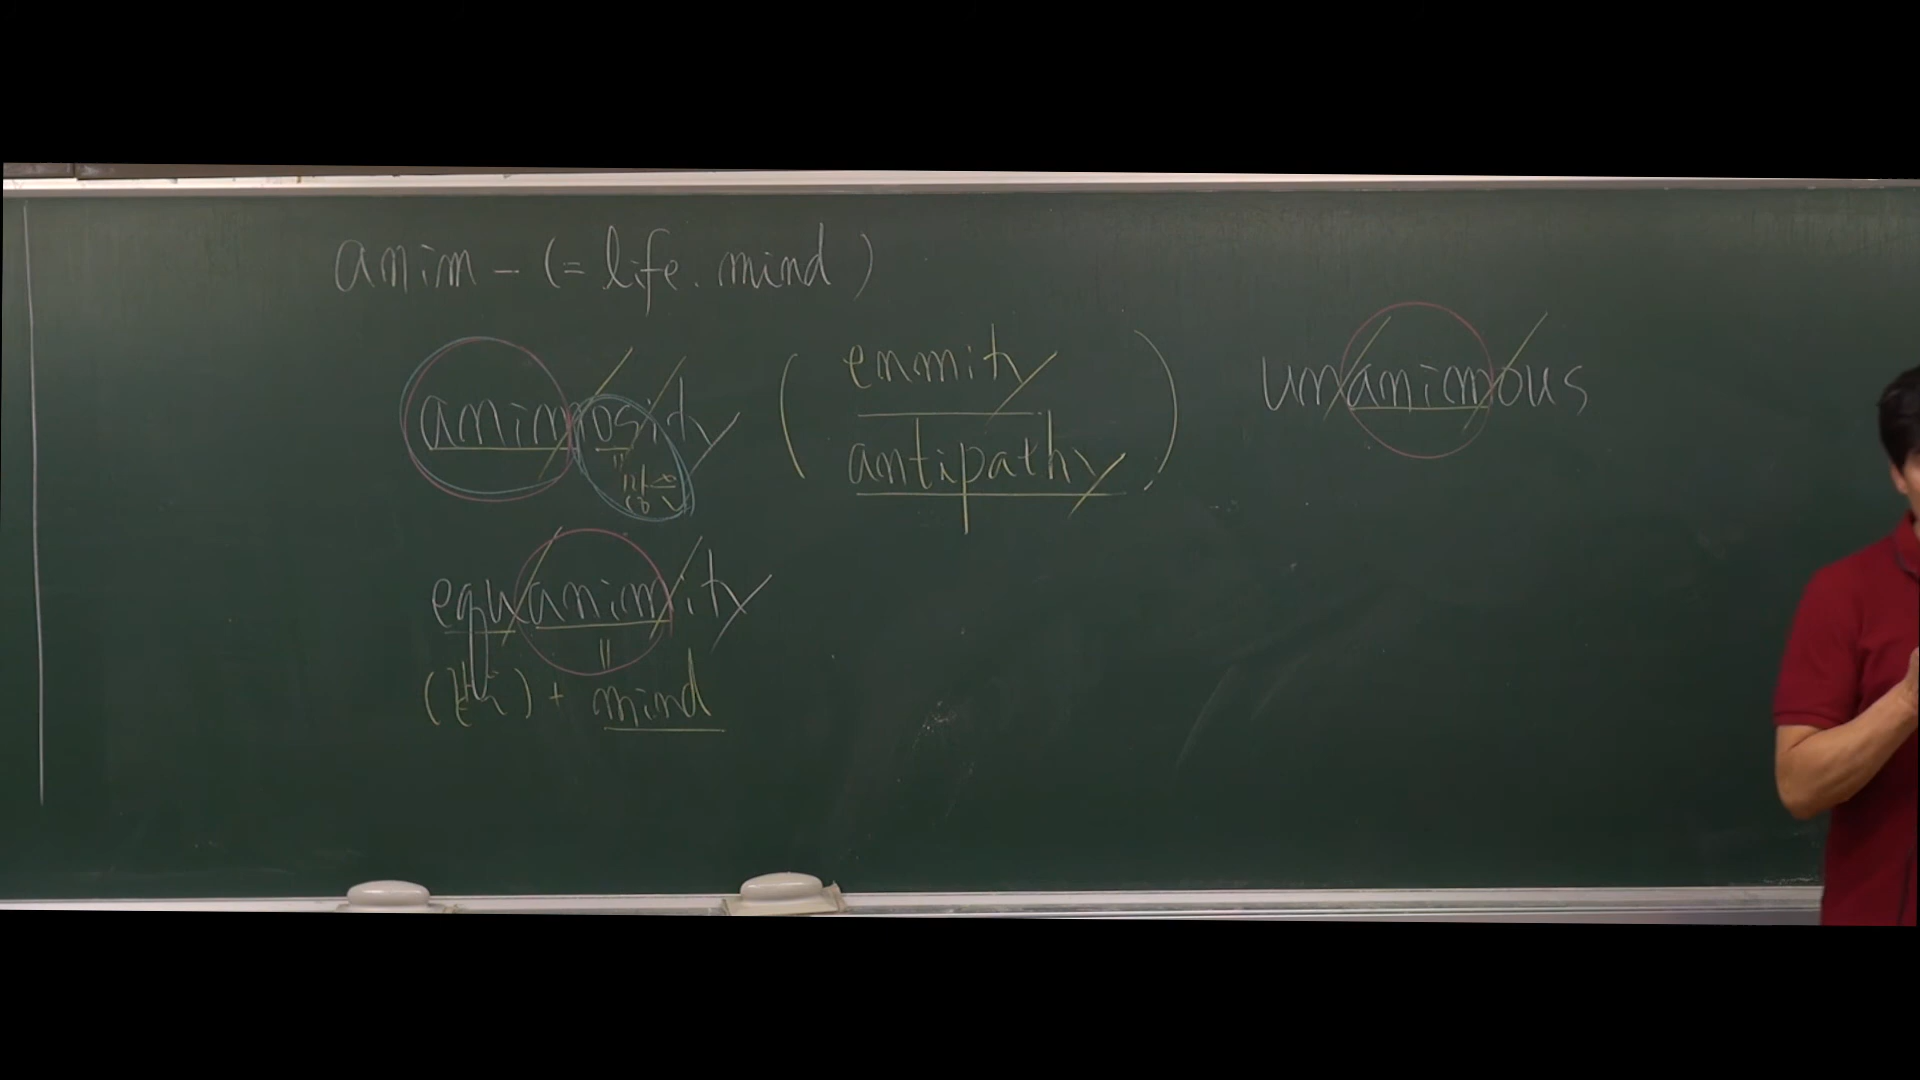 anim - (= life. mind )
animosity
( enmity
antipathy )
unanimous
equanimity
+ mind